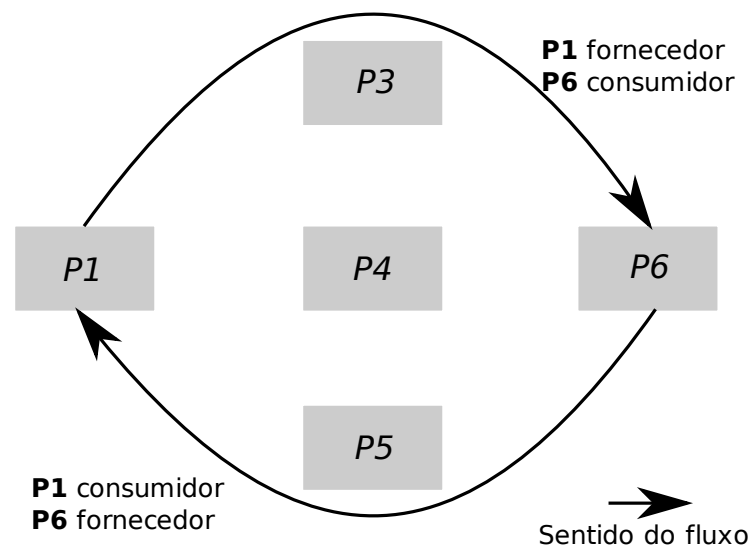 P3
P1 fornecedor
P6 consumidor
P1
P4
P6
P5
P1 consumidor
P6 fornecedor
Sentido do fluxo